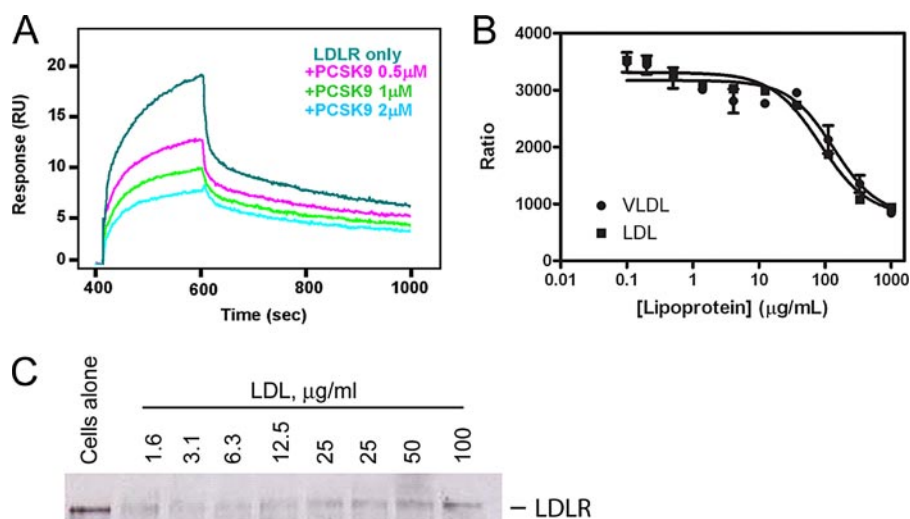 A
LDLR only
+PCSK9 0.5µM
+PCSK9 1µM
+PCSK9 2µM
Response (RU)
20
15
10
5
0
400
600
800
1000
Time (sec)
B
Ratio
4000
3000
2000
1000
0
VLDL
LDL
0.01
0.1
1
10
100
1000
[Lipoprotein] (µg/mL)
C
Cells alone
LDL, µg/ml
1.6
3.1
6.3
12.5
25
25
50
100
– LDLR